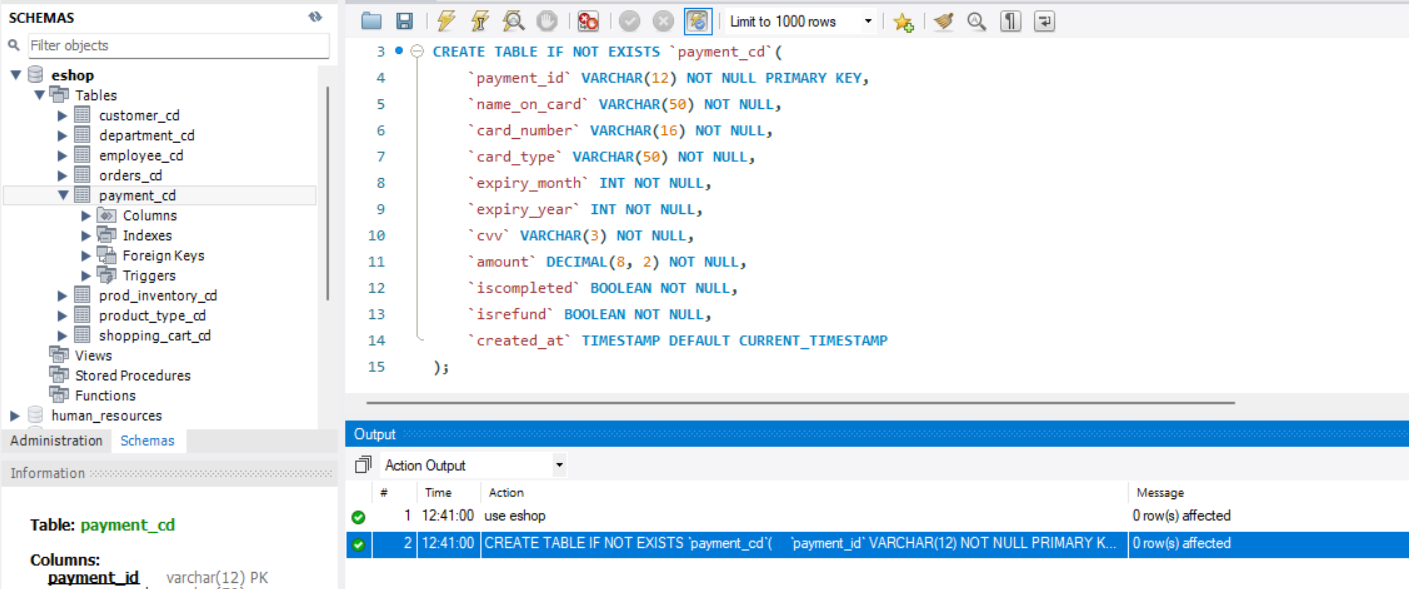 SCHEMAS
Filter objects
eshop
Tables
customer_cd
department_cd
employee_cd
orders_cd
payment_cd
Columns
Indexes
Foreign Keys
Triggers
prod_inventory_cd
product_type_cd
shopping_cart_cd
Views
Stored Procedures
Functions
human_resources
Administration Schemas
Information
Table: payment_cd
Columns:
payment_id varchar(12) PK
Limit to 1000 rows
3 CREATE TABLE IF NOT EXISTS `payment_cd`(
4 `payment_id` VARCHAR(12) NOT NULL PRIMARY KEY,
5 `name_on_card` VARCHAR(50) NOT NULL,
6 `card_number` VARCHAR(16) NOT NULL,
7 `card_type` VARCHAR(50) NOT NULL,
8 `expiry_month` INT NOT NULL,
9 `expiry_year` INT NOT NULL,
10 `cvv` VARCHAR(3) NOT NULL,
11 `amount` DECIMAL(8, 2) NOT NULL,
12 `iscompleted` BOOLEAN NOT NULL,
13 `isrefund` BOOLEAN NOT NULL,
14 `created_at` TIMESTAMP DEFAULT CURRENT_TIMESTAMP
15 );
Output
Action Output
# Time Action Message
1 12:41:00 use eshop 0 row(s) affected
2 12:41:00 CREATE TABLE IF NOT EXISTS `payment_cd`( `payment_id` VARCHAR(12) NOT NULL PRIMARY K... 0 row(s) affected